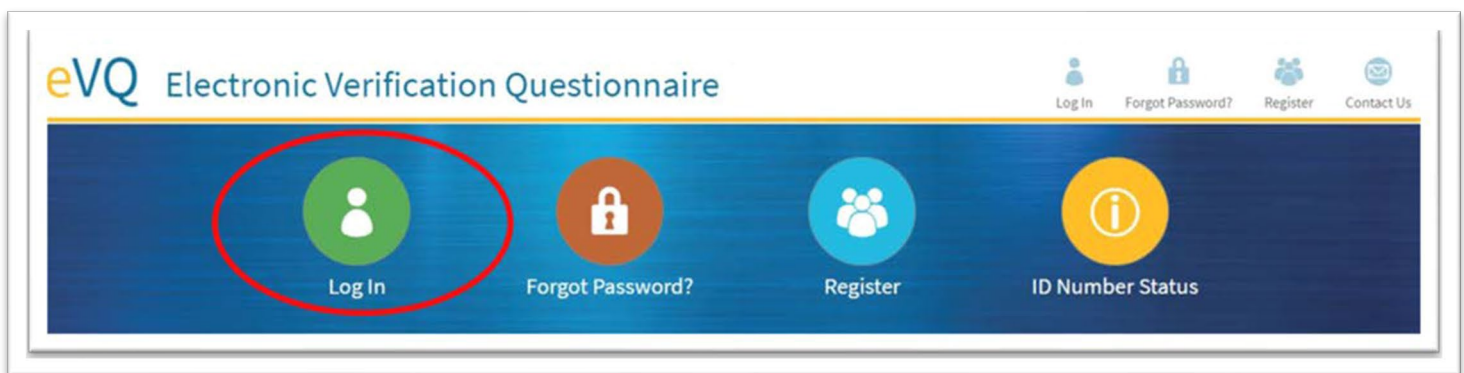 eVQ Electronic Verification Questionnaire
Log In Forgot Password? Register Contact Us
Log In Forgot Password? Register ID Number Status